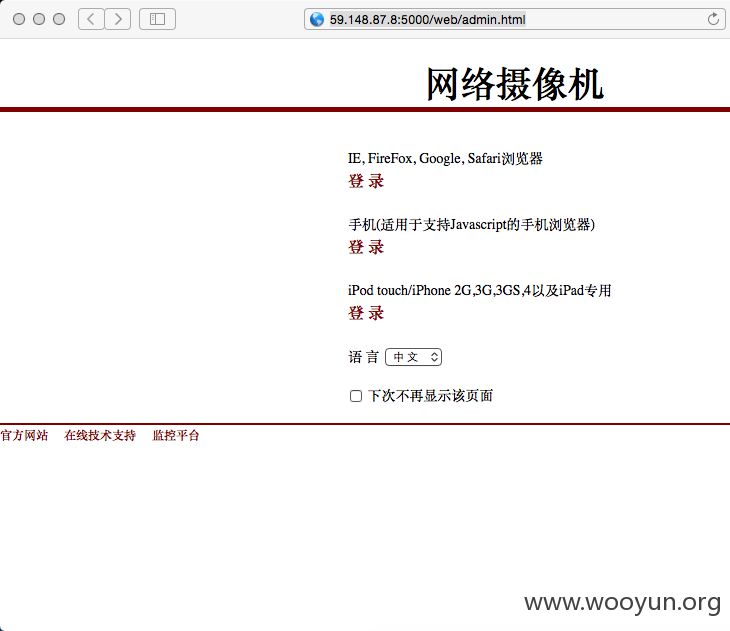 59.148.87.8:5000/web/admin.html
网络摄像机
IE, FireFox, Google, Safari浏览器
登 录
手机(适用于支持Javascript的手机浏览器)
登 录
iPod touch/iPhone 2G,3G,3GS,4以及iPad专用
登 录
语 言 中 文
下次不再显示该页面
官方网站 在线技术支持 监控平台
www.wooyun.org